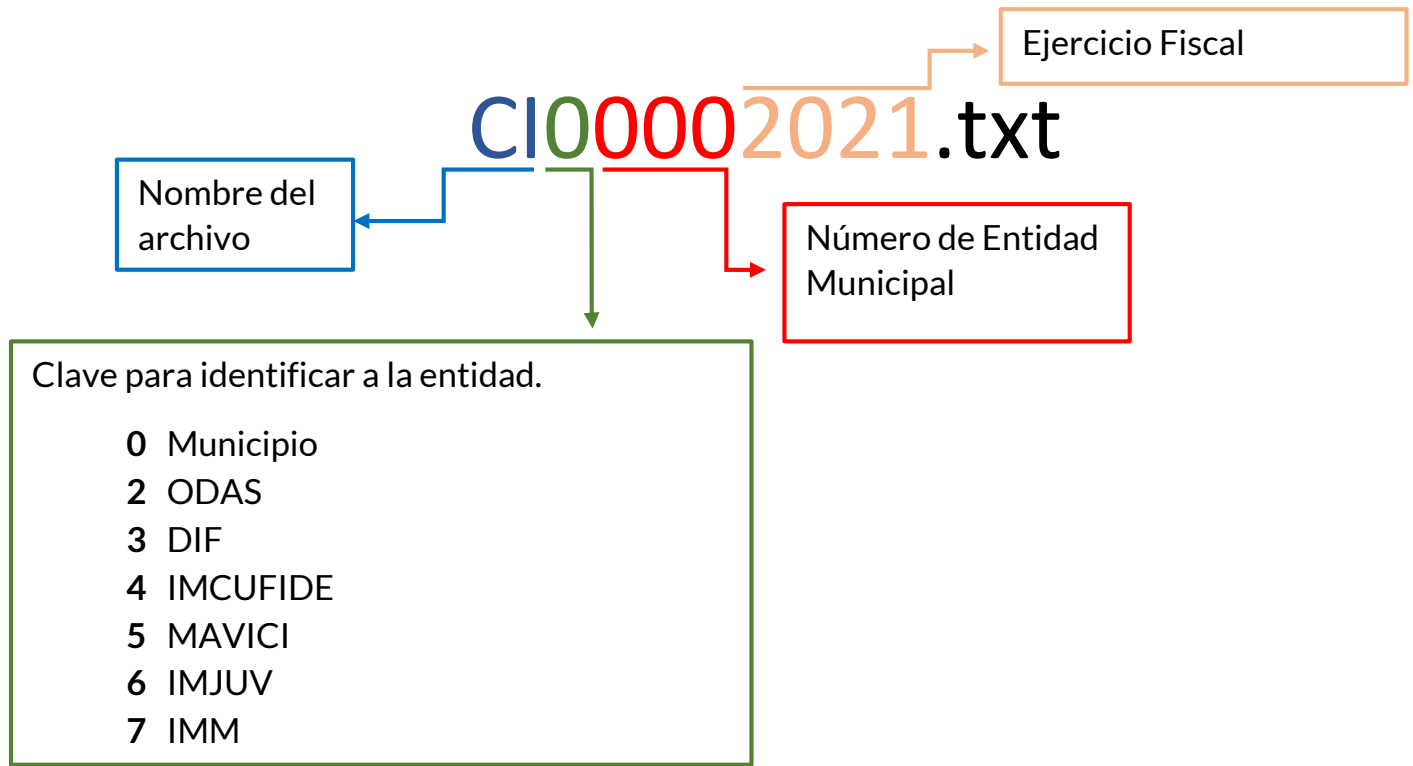 Ejercicio Fiscal
CI00002021.txt
Nombre del
archivo
Número de Entidad
Municipal
Clave para identificar a la entidad.
0 Municipio
2 ODAS
3 DIF
4 IMCUFIDE
5 MAVICI
6 IMJUV
7 IMM